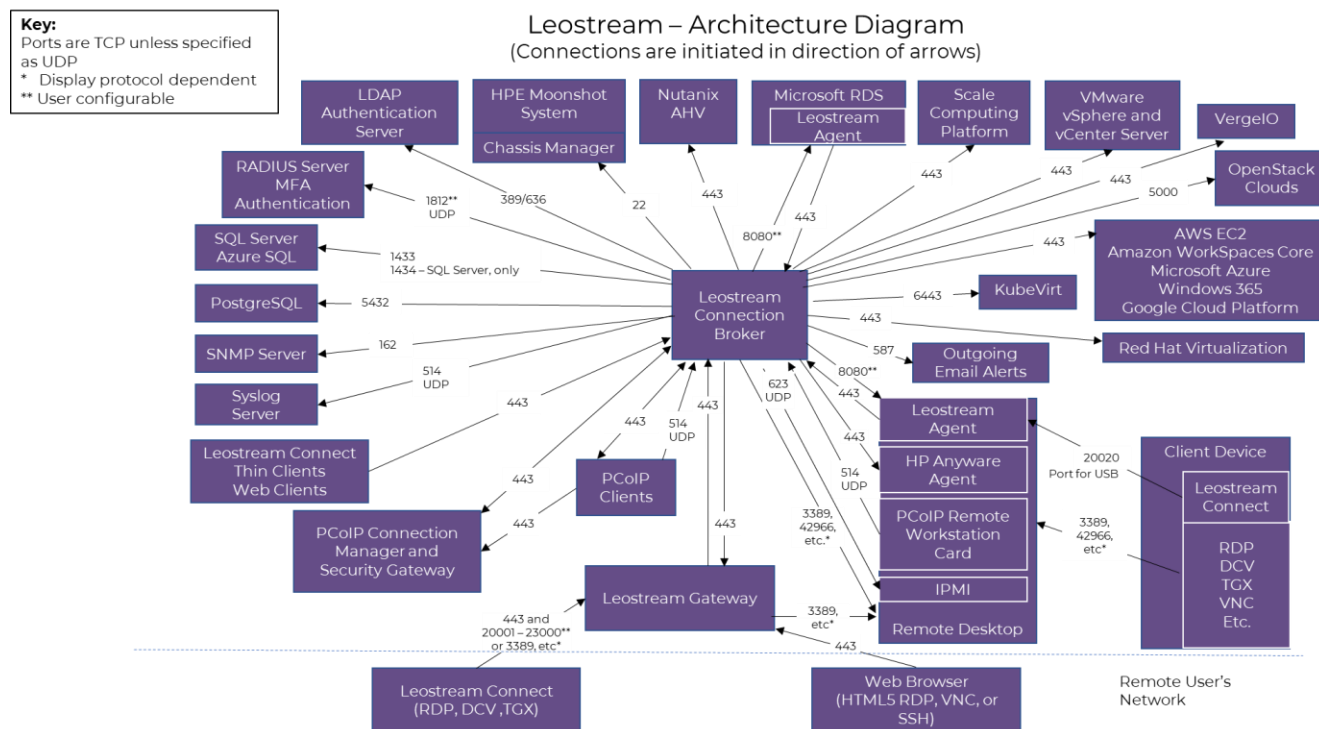 Key:
Ports are TCP unless specified
as UDP
* Display protocol dependent
** User configurable
Leostream – Architecture Diagram
(Connections are initiated in direction of arrows)
LDAP
Authentication
Server
HPE Moonshot
System
Chassis Manager
Nutanix
AHV
Microsoft RDS
Leostream
Agent
Scale
Computing
Platform
VMware
vSphere and
vCenter Server
VergeIO
OpenStack
Clouds
RADIUS Server
MFA
Authentication
1812**
UDP
389/636
22
443
8080**
443
443
443
443
5000
443
SQL Server
Azure SQL
1433
1434 – SQL Server, only
AWS EC2
Amazon WorkSpaces Core
Microsoft Azure
Windows 365
Google Cloud Platform
PostgreSQL
5432
Leostream
Connection
Broker
6443
KubeVirt
SNMP Server
162
443
Red Hat Virtualization
587
Outgoing
Email Alerts
Syslog
Server
514
UDP
8080**
443
623
UDP
Leostream Connect
Thin Clients
Web Clients
443
443
514
UDP
443
443
Leostream
Agent
HP Anyware
Agent
PCoIP Remote
Workstation
Card
IPMI
Remote Desktop
514
UDP
20020
Port for USB
Client Device
Leostream
Connect
RDP
DCV
TGX
VNC
Etc.
3389,
42966,
etc*
PCoIP
Clients
443
443
PCoIP Connection
Manager and
Security Gateway
443
3389,
42966,
etc.*
Leostream Gateway
3389,
etc*
443 and
20001 – 23000**
or 3389, etc*
443
Leostream Connect
(RDP, DCV ,TGX)
Web Browser
(HTML5 RDP, VNC, or
SSH)
Remote User's
Network